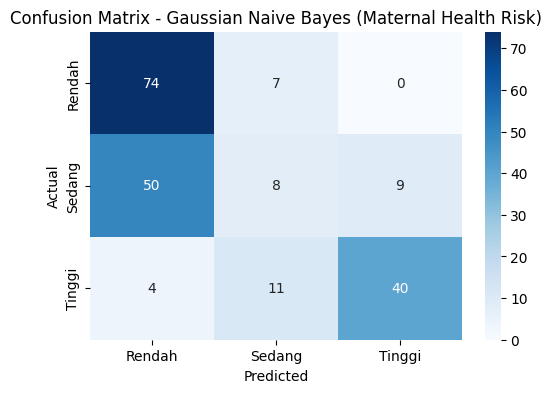 Confusion Matrix - Gaussian Naive Bayes (Maternal Health Risk)
Actual
Rendah
74 7 0
Sedang
50 8 9
Tinggi
4 11 40
Rendah Sedang Tinggi
Predicted
70
60
50
40
30
20
10
0